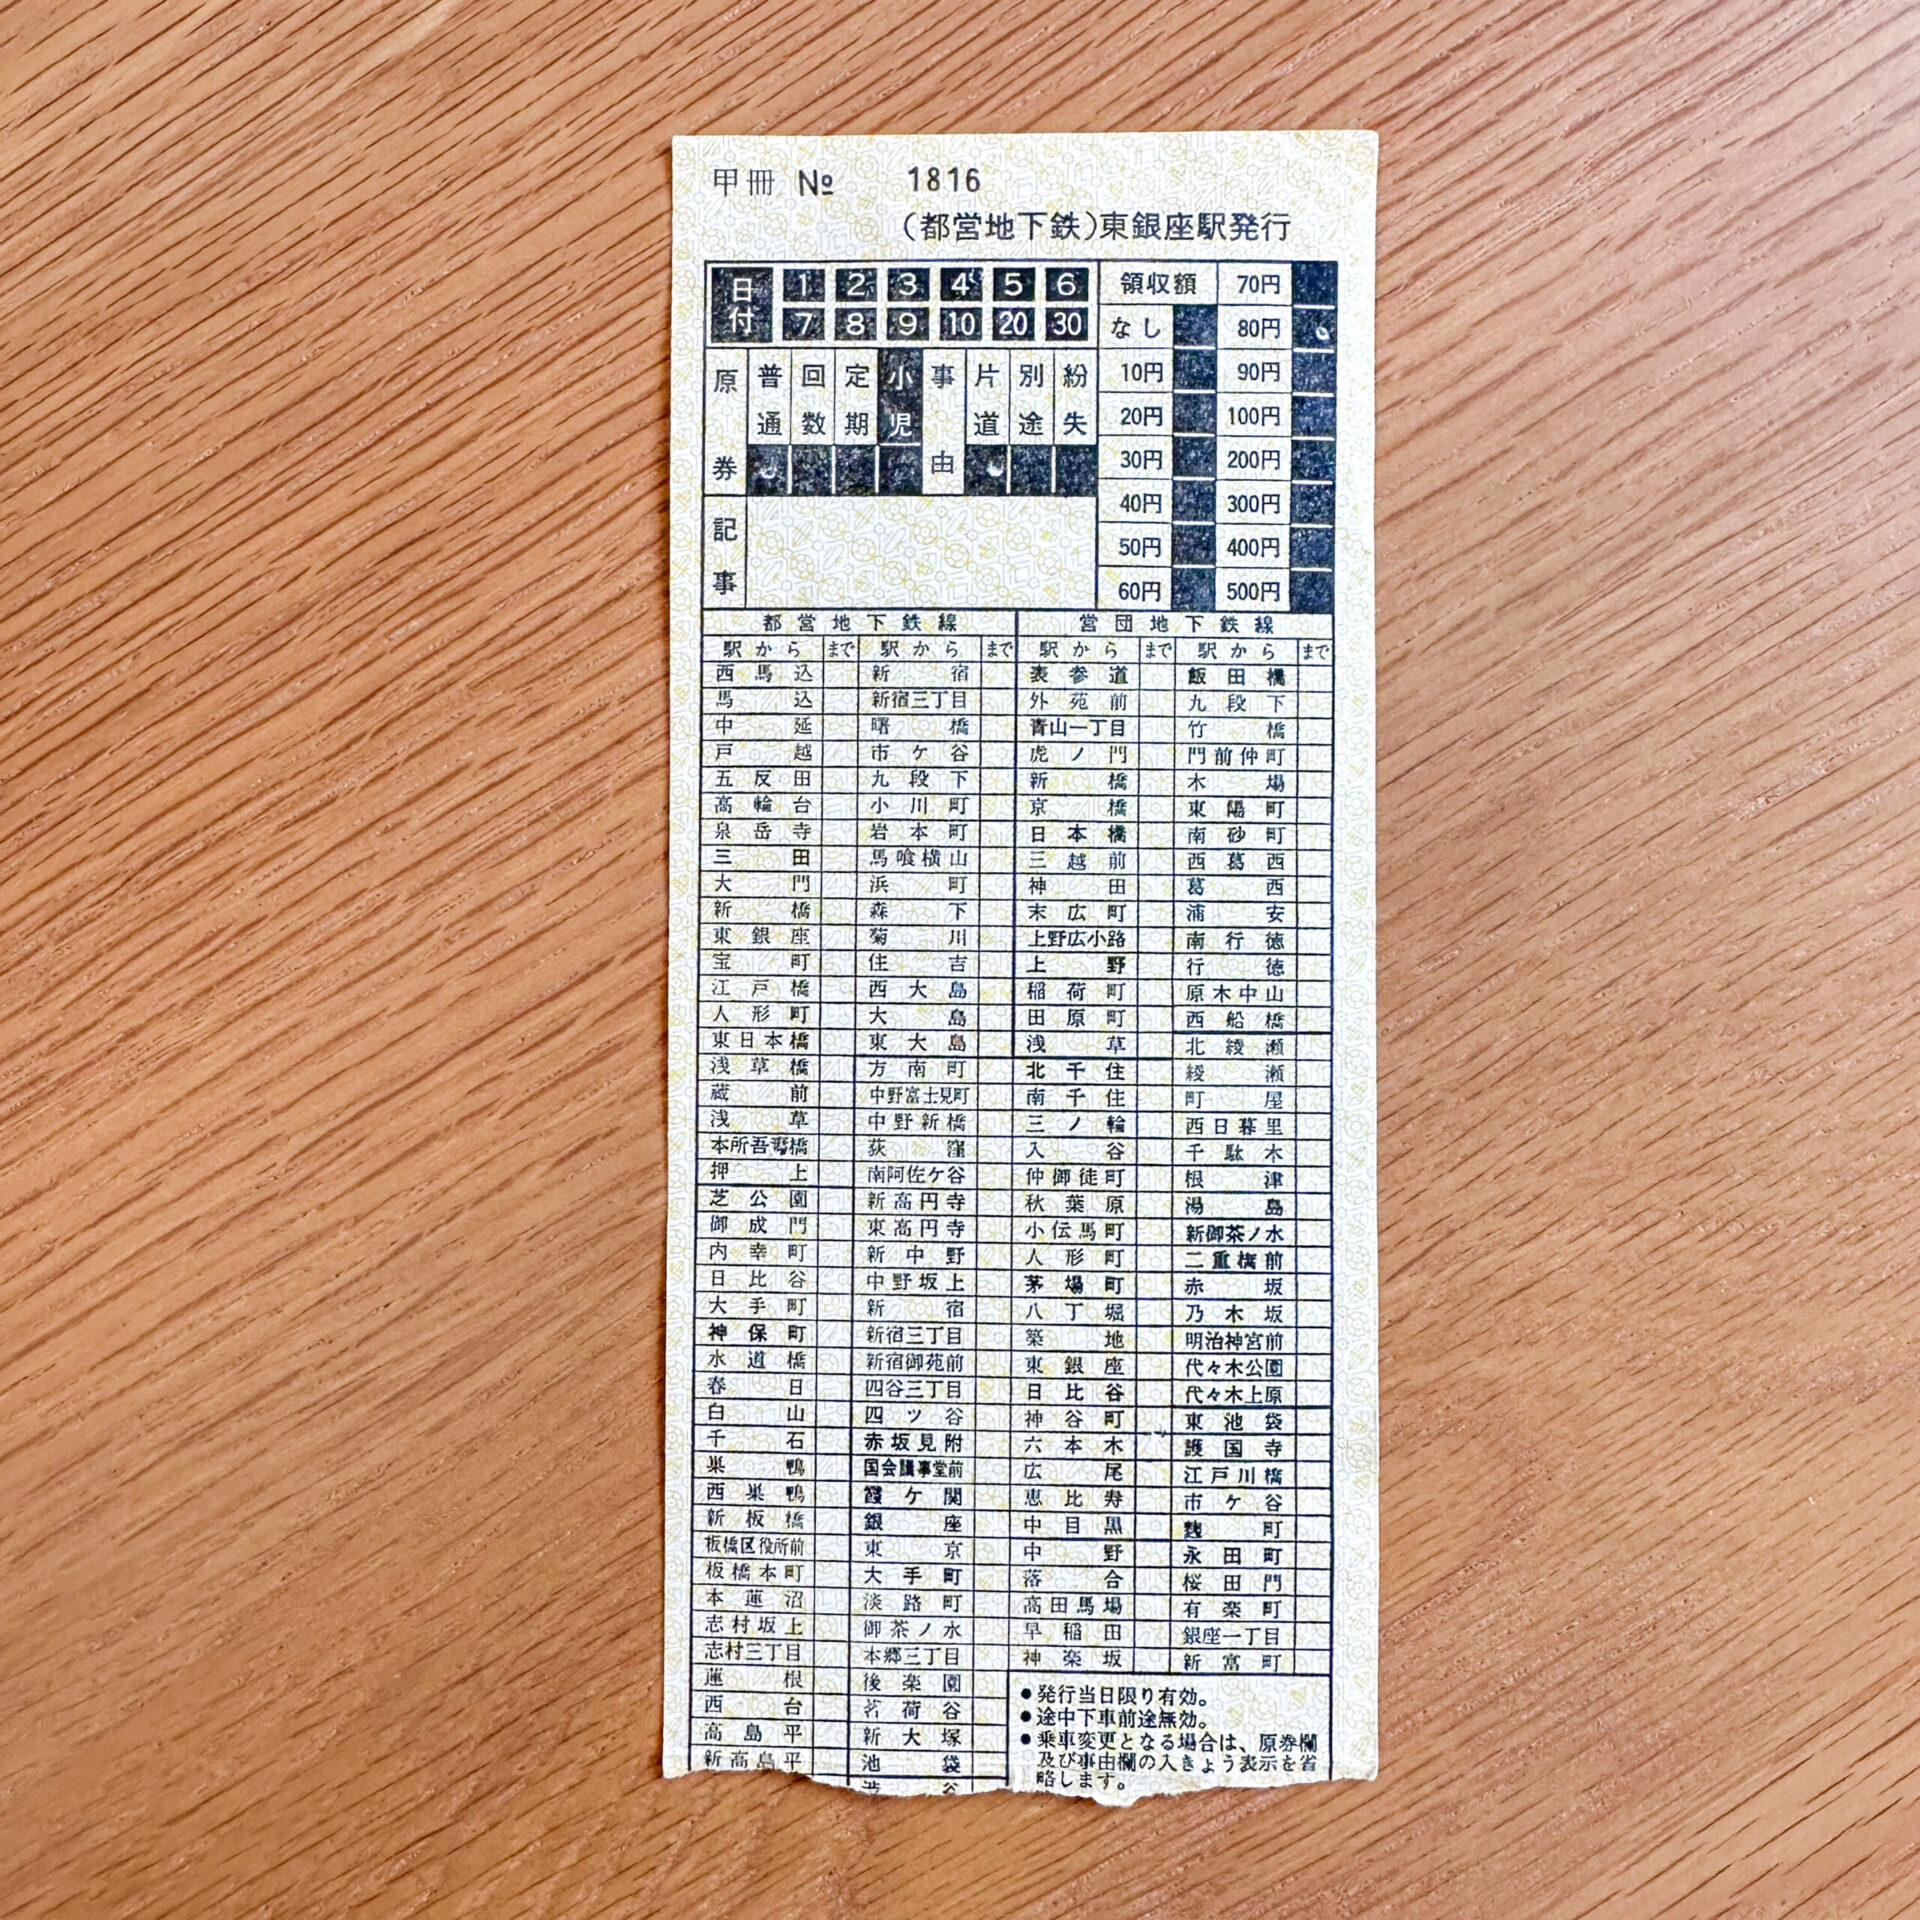 甲冊 № 1816
(都営地下鉄)東銀座駅発行
日付 1 2 3 4 5 6
7 8 9 10 20 30
領収額 70円
なし 80円
10円 90円
20円 100円
30円 200円
40円 300円
50円 400円
60円 500円
原券 普通 回数 定期 小児 事由 片道 別途 紛失
記事
都営地下鉄線 営団地下鉄線
駅から まで 駅から まで 駅から まで 駅から まで
西馬込 新宿 表参道 飯田橋
馬込 新宿三丁目 外苑前 九段下
中延 曙橋 青山一丁目 竹橋
戸越 市ケ谷 虎ノ門 門前仲町
五反田 九段下 新橋 木場
高輪台 小川町 京橋 東陽町
泉岳寺 岩本町 日本橋 南砂町
三田 馬喰横山 三越前 西葛西
大門 浜町 神田 葛西
新橋 森下 末広町 浦安
東銀座 菊川 上野広小路 南行徳
宝町 住吉 上野 行徳
江戸橋 西大島 稲荷町 原木中山
人形町 大島 田原町 西船橋
東日本橋 東大島 浅草 北綾瀬
浅草橋 方南町 北千住 綾瀬
蔵前 中野富士見町 南千住 町屋
浅草 中野新橋 三ノ輪 西日暮里
本所吾妻橋 荻窪 入谷 千駄木
押上 南阿佐ケ谷 仲御徒町 根津
芝公園 新高円寺 秋葉原 湯島
御成門 東高円寺 小伝馬町 新御茶ノ水
内幸町 新中野 人形町 二重橋前
日比谷 中野坂上 茅場町 赤坂
大手町 新宿 八丁堀 乃木坂
神保町 新宿三丁目 築地 明治神宮前
水道橋 新宿御苑前 東銀座 代々木公園
春日 四谷三丁目 日比谷 代々木上原
白山 四ツ谷 神谷町 東池袋
千石 赤坂見附 六本木 護国寺
巣鴨 国会議事堂前 広尾 江戸川橋
西巣鴨 霞ケ関 恵比寿 市ケ谷
新板橋 銀座 中目黒 麹町
板橋区役所前 東京 中野 永田町
板橋本町 大手町 落合 桜田門
本蓮沼 淡路町 高田馬場 有楽町
志村坂上 御茶ノ水 早稲田 銀座一丁目
志村三丁目 本郷三丁目 神楽坂 新富町
蓮根 後楽園
西台 茗荷谷
高島平 新大塚
新高島平 池袋
渋谷
●発行当日限り有効。
●途中下車前途無効。
●乗車変更となる場合は、原券欄
及び事由欄の入きょう表示を省
略します。